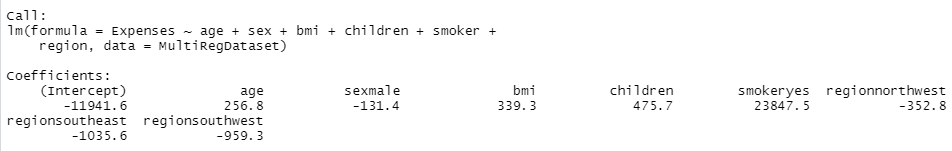 Call:
lm(formula = Expenses ~ age + sex + bmi + children + smoker +
    region, data = MultiRegDataset)
Coefficients:
    (Intercept)              age          sexmale              bmi         children        smokeryes  regionnorthwest
       -11941.6            256.8           -131.4            339.3            475.7          23847.5           -352.8
regionsoutheast  regionsouthwest
        -1035.6           -959.3